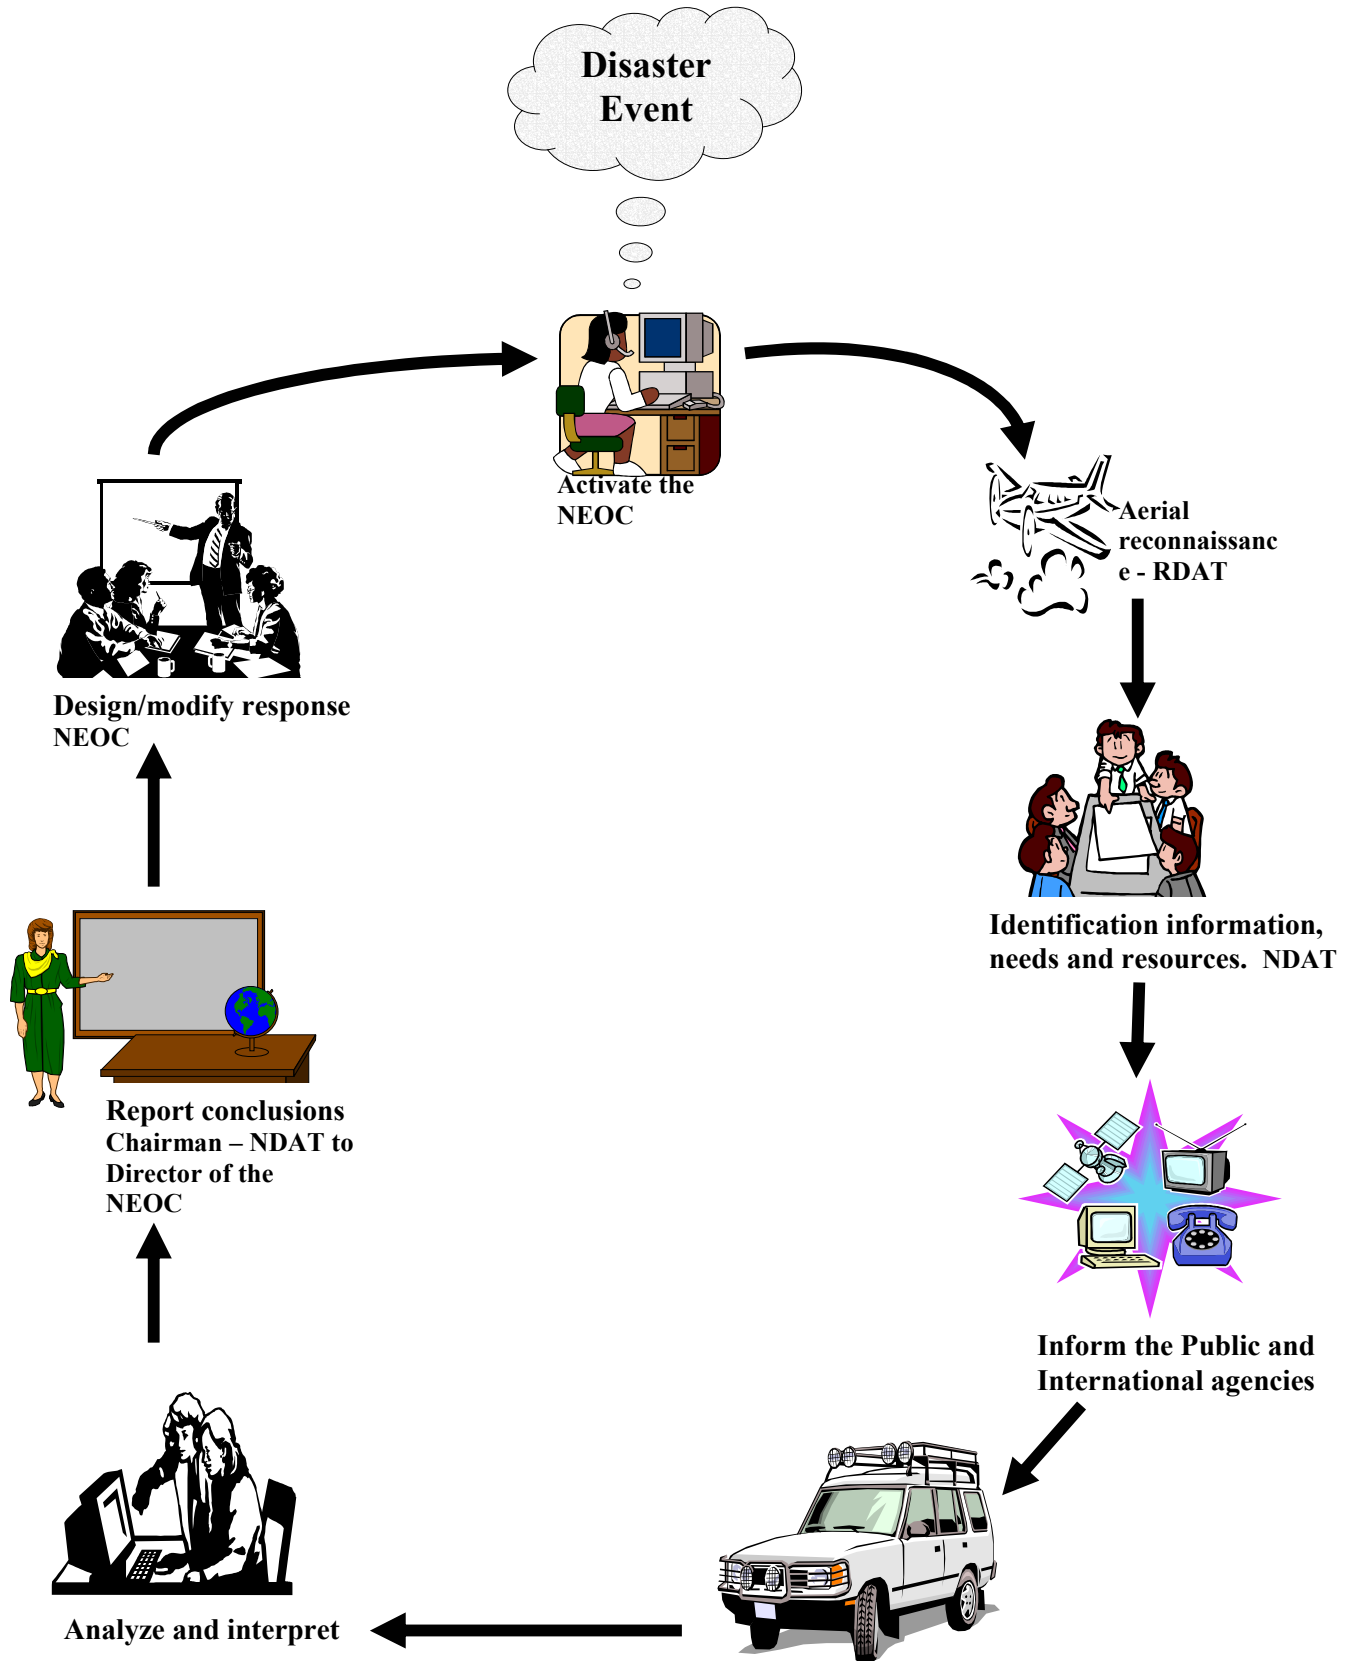 Disaster
Event
Activate the
NEOC
Aerial
reconnaissanc
e - RDAT
Identification information,
needs and resources.  NDAT
Inform the Public and
International agencies
Analyze and interpret
Report conclusions
Chairman – NDAT to
Director of the
NEOC
Design/modify response
NEOC